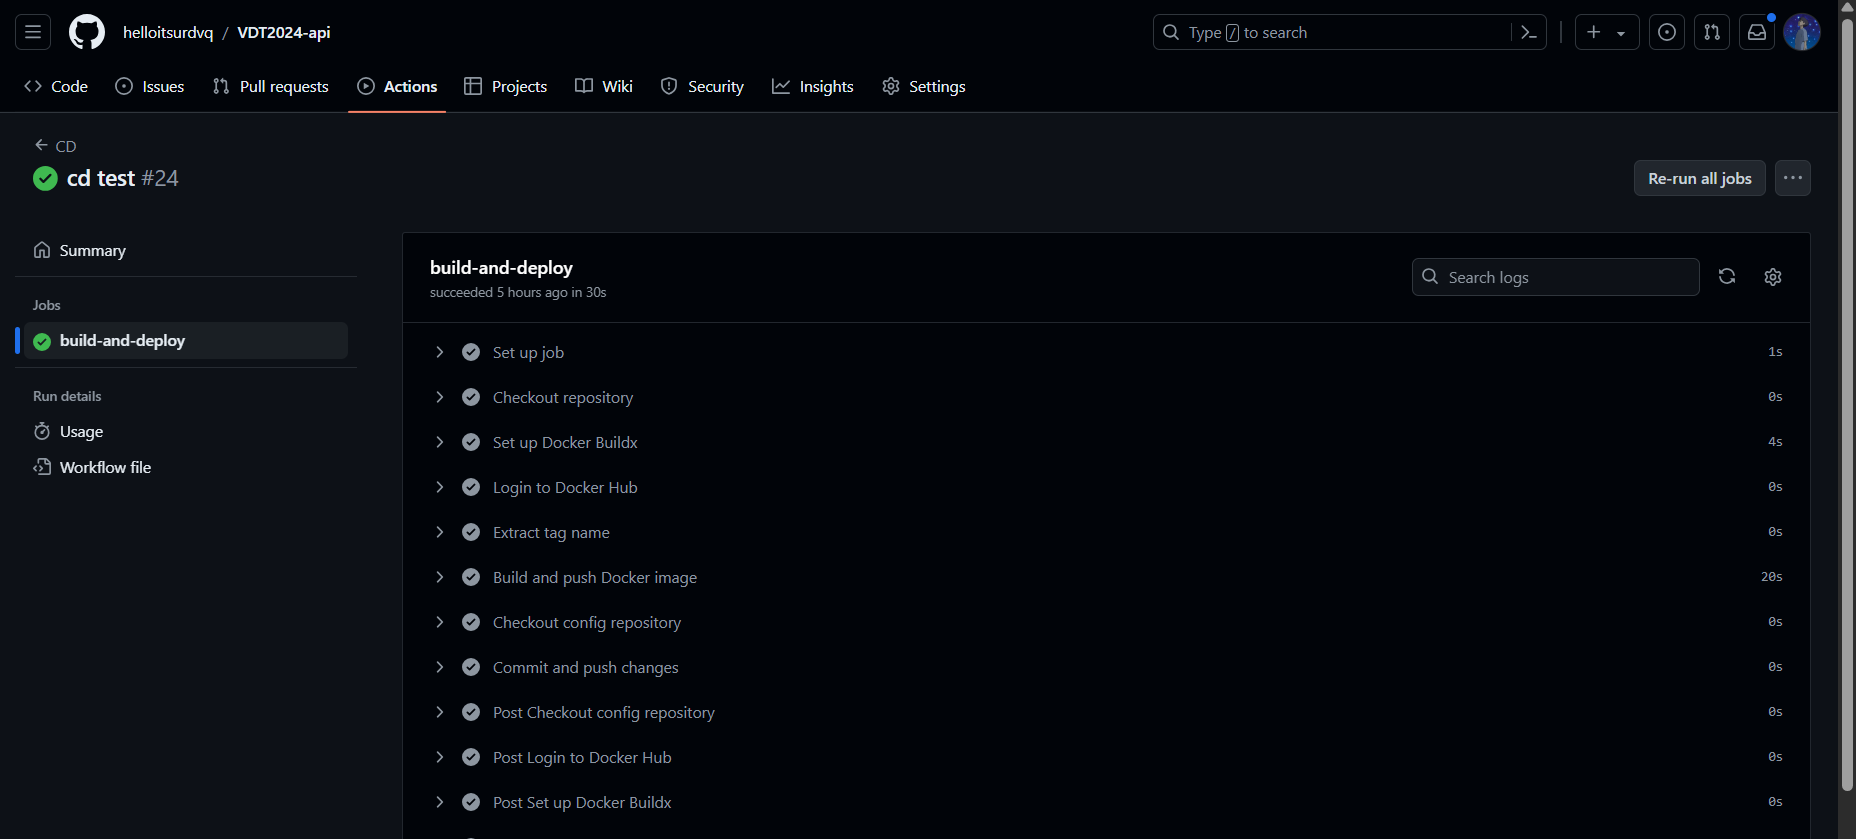 helloitsurdvq / VDT2024-api
Type / to search
Code Issues Pull requests Actions Projects Wiki Security Insights Settings
CD
cd test #24
Re-run all jobs
Summary
Jobs
build-and-deploy
Run details
Usage
Workflow file
build-and-deploy
succeeded 5 hours ago in 30s
Search logs
Set up job 1s
Checkout repository 0s
Set up Docker Buildx 4s
Login to Docker Hub 0s
Extract tag name 0s
Build and push Docker image 20s
Checkout config repository 0s
Commit and push changes 0s
Post Checkout config repository 0s
Post Login to Docker Hub 0s
Post Set up Docker Buildx 0s